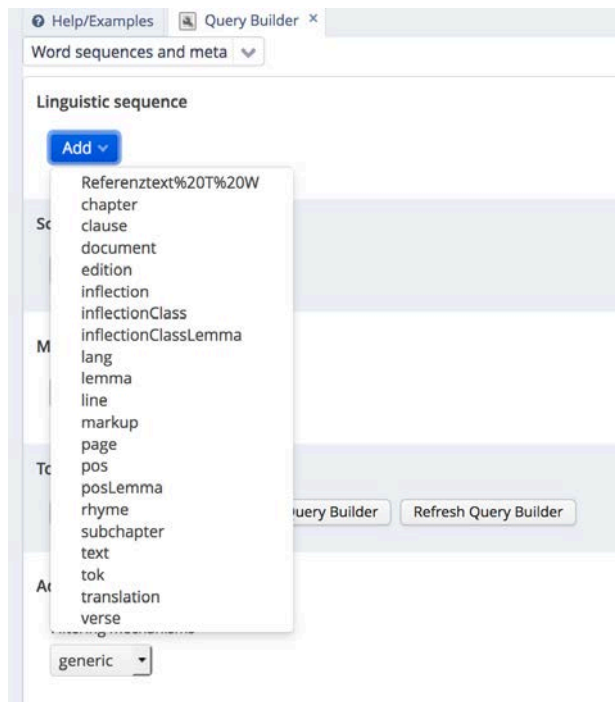 Help/Examples Query Builder ×
Word sequences and meta
Linguistic sequence
Add
Referenztext%20T%20W
chapter
clause
document
edition
inflection
inflectionClass
inflectionClassLemma
lang
lemma
line
markup
page
pos
posLemma
rhyme
subchapter
text
tok
translation
verse
Query Builder Refresh Query Builder
generic